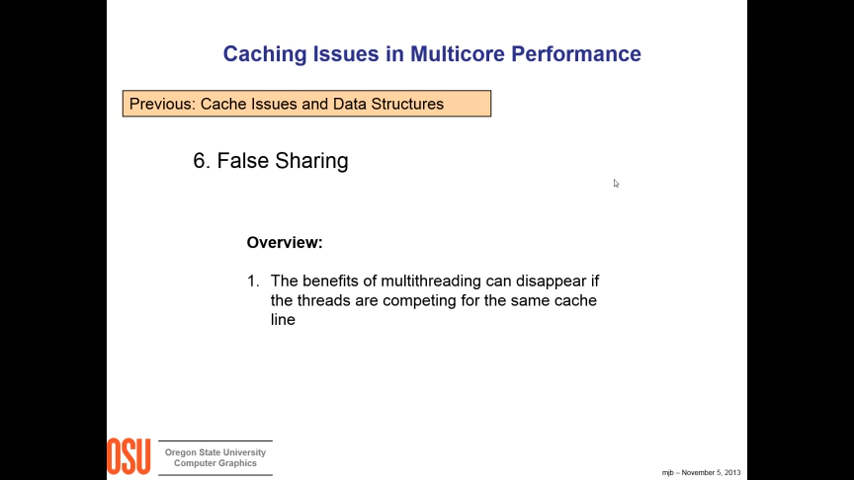 Caching Issues in Multicore Performance
Previous: Cache Issues and Data Structures
6. False Sharing
Overview:
1. The benefits of multithreading can disappear if
the threads are competing for the same cache
line
OSU
Oregon State University
Computer Graphics
mjb – November 5, 2013